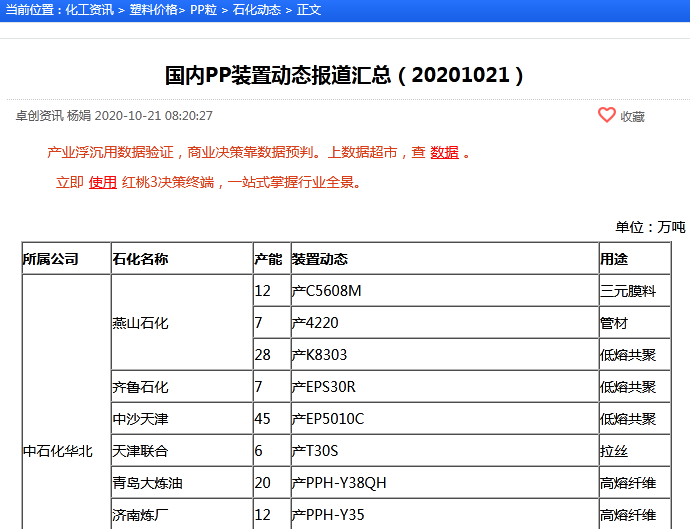 当前位置：化工资讯 > 塑料价格> PP粒 > 石化动态 > 正文
国内PP装置动态报道汇总（20201021）
卓创资讯 杨娟 2020-10-21 08:20:27 收藏
产业浮沉用数据验证，商业决策靠数据预判。上数据超市，查 数据 。
立即 使用 红桃3决策终端，一站式掌握行业全景。
单位：万吨
所属公司 石化名称 产能 装置动态 用途
12 产C5608M 三元膜料
燕山石化 7 产4220 管材
28 产K8303 低熔共聚
齐鲁石化 7 产EPS30R 低熔共聚
中沙天津 45 产EP5010C 低熔共聚
中石化华北 天津联合 6 产T30S 拉丝
青岛大炼油 20 产PPH-Y38QH 高熔纤维
济南炼厂 12 产PPH-Y35 高熔纤维